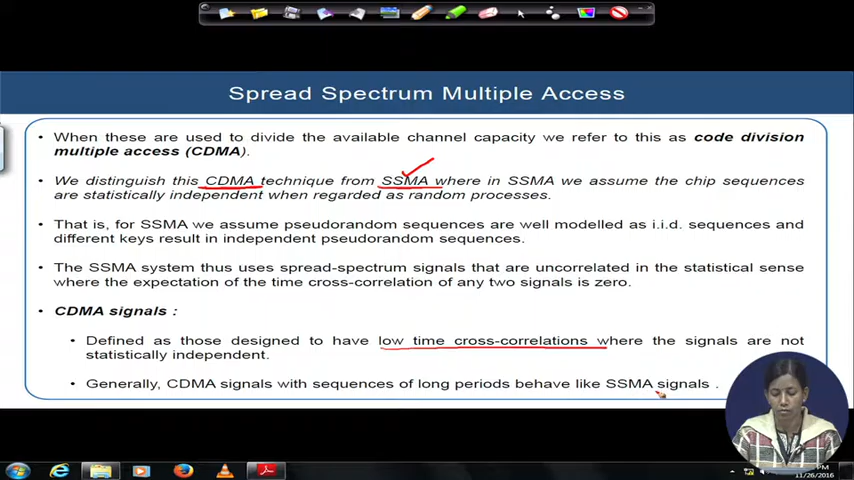 Spread Spectrum Multiple Access
• When these are used to divide the available channel capacity we refer to this as code division
multiple access (CDMA).
• We distinguish this CDMA technique from SSMA where in SSMA we assume the chip sequences
are statistically independent when regarded as random processes.
• That is, for SSMA we assume pseudorandom sequences are well modelled as i.i.d. sequences and
different keys result in independent pseudorandom sequences.
• The SSMA system thus uses spread-spectrum signals that are uncorrelated in the statistical sense
where the expectation of the time cross-correlation of any two signals is zero.
• CDMA signals :
• Defined as those designed to have low time cross-correlations where the signals are not
statistically independent.
• Generally, CDMA signals with sequences of long periods behave like SSMA signals .
PM
11/26/2016